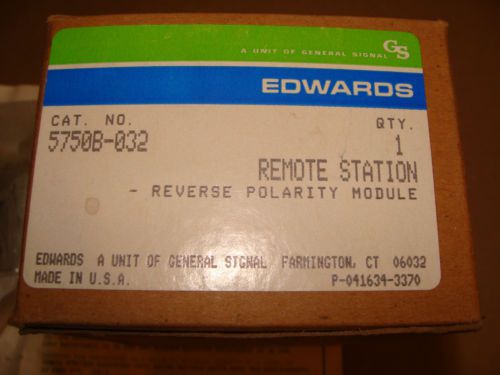 A UNIT OF GENERAL SIGNAL GS
EDWARDS
CAT. NO. QTY.
5750B-032 1
REMOTE STATION
- REVERSE POLARITY MODULE
EDWARDS A UNIT OF GENERAL SIGNAL FARMINGTON, CT 06032
MADE IN U.S.A. P-041634-3370